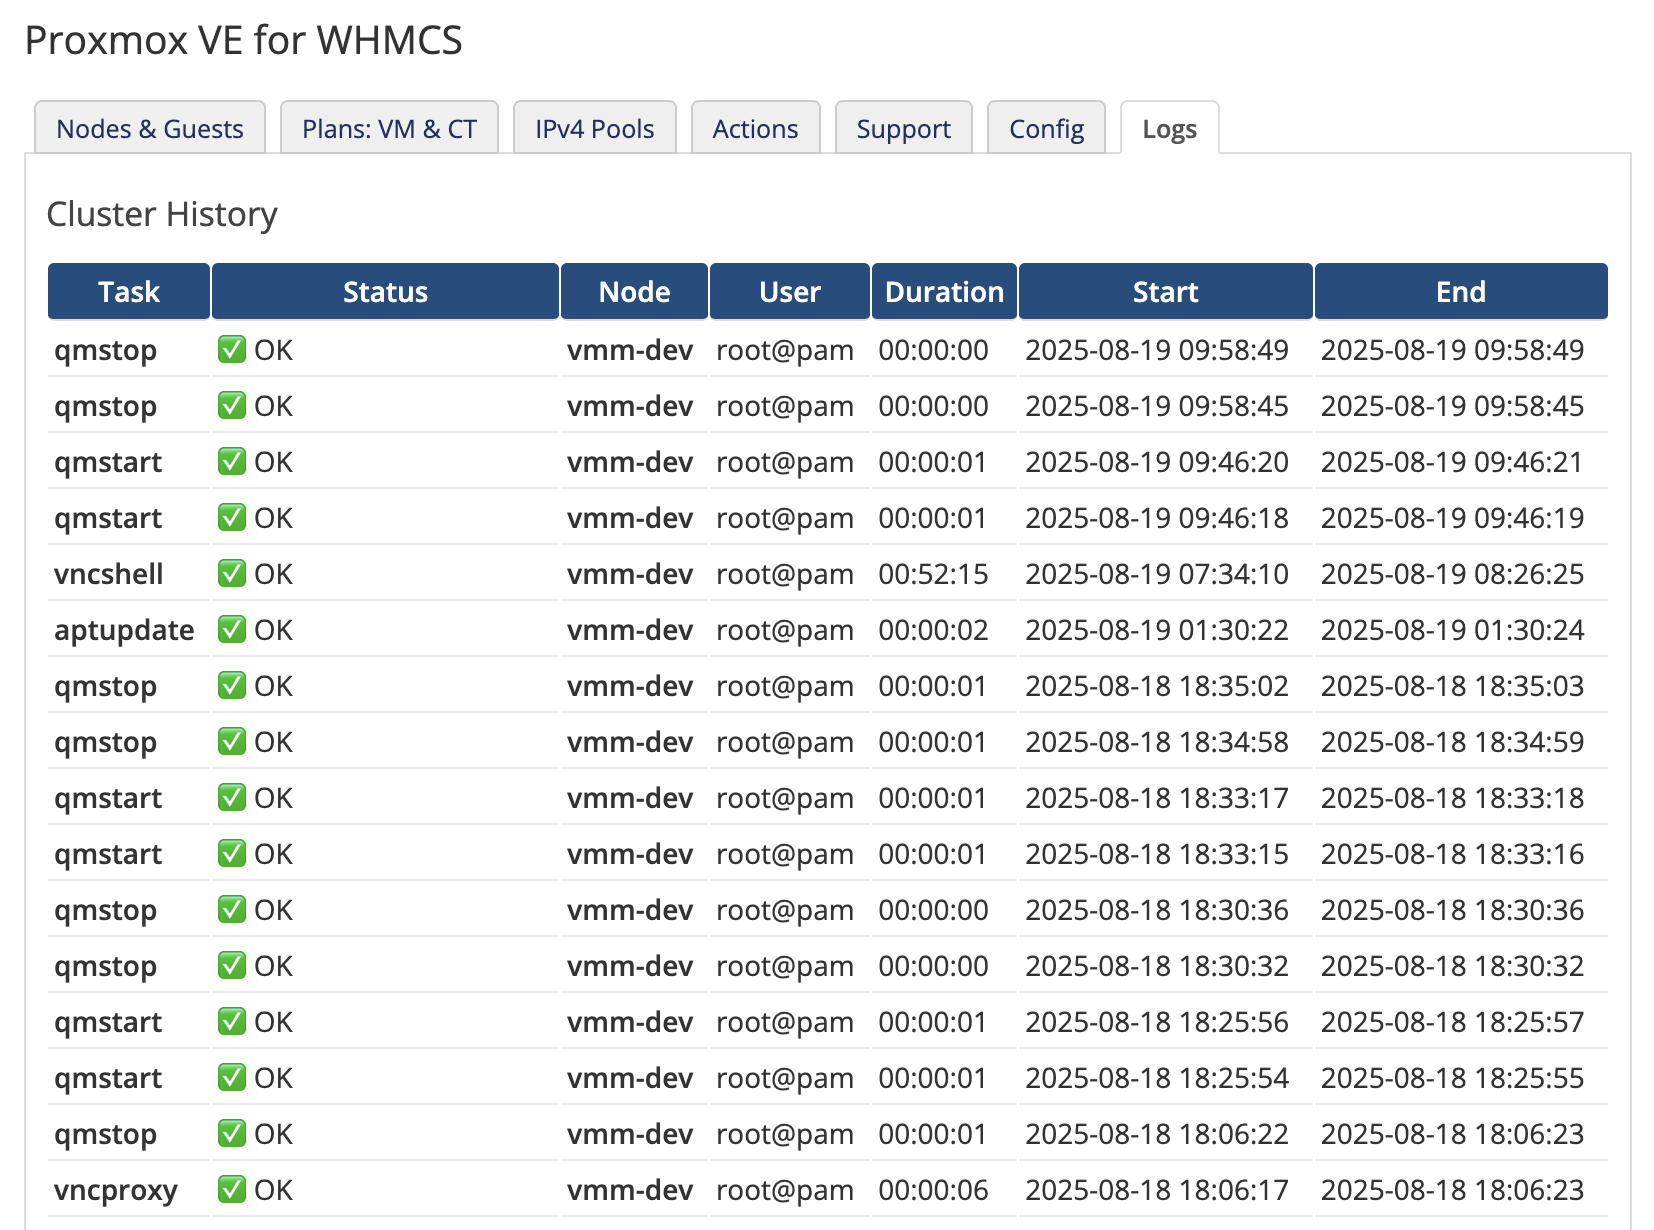 Proxmox VE for WHMCS
Nodes & Guests Plans: VM & CT IPv4 Pools Actions Support Config Logs
Cluster History
Task Status Node User Duration Start End
qmstop ✅ OK vmm-dev root@pam 00:00:00 2025-08-19 09:58:49 2025-08-19 09:58:49
qmstop ✅ OK vmm-dev root@pam 00:00:00 2025-08-19 09:58:45 2025-08-19 09:58:45
qmstart ✅ OK vmm-dev root@pam 00:00:01 2025-08-19 09:46:20 2025-08-19 09:46:21
qmstart ✅ OK vmm-dev root@pam 00:00:01 2025-08-19 09:46:18 2025-08-19 09:46:19
vncshell ✅ OK vmm-dev root@pam 00:52:15 2025-08-19 07:34:10 2025-08-19 08:26:25
aptupdate ✅ OK vmm-dev root@pam 00:00:02 2025-08-19 01:30:22 2025-08-19 01:30:24
qmstop ✅ OK vmm-dev root@pam 00:00:01 2025-08-18 18:35:02 2025-08-18 18:35:03
qmstop ✅ OK vmm-dev root@pam 00:00:01 2025-08-18 18:34:58 2025-08-18 18:34:59
qmstart ✅ OK vmm-dev root@pam 00:00:01 2025-08-18 18:33:17 2025-08-18 18:33:18
qmstart ✅ OK vmm-dev root@pam 00:00:01 2025-08-18 18:33:15 2025-08-18 18:33:16
qmstop ✅ OK vmm-dev root@pam 00:00:00 2025-08-18 18:30:36 2025-08-18 18:30:36
qmstop ✅ OK vmm-dev root@pam 00:00:00 2025-08-18 18:30:32 2025-08-18 18:30:32
qmstart ✅ OK vmm-dev root@pam 00:00:01 2025-08-18 18:25:56 2025-08-18 18:25:57
qmstart ✅ OK vmm-dev root@pam 00:00:01 2025-08-18 18:25:54 2025-08-18 18:25:55
qmstop ✅ OK vmm-dev root@pam 00:00:01 2025-08-18 18:06:22 2025-08-18 18:06:23
vncproxy ✅ OK vmm-dev root@pam 00:00:06 2025-08-18 18:06:17 2025-08-18 18:06:23